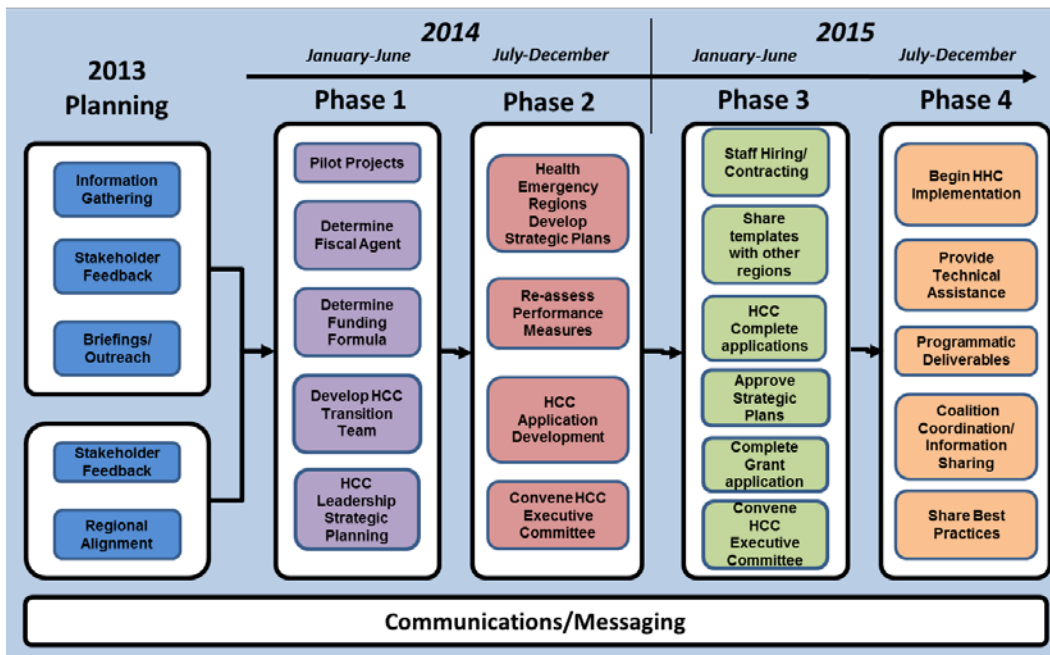 2014
2015
January-June
July-December
January-June
July-December
2013
Planning
Phase 1
Phase 2
Phase 3
Phase 4
Information
Gathering
Stakeholder
Feedback
Briefings/
Outreach
Stakeholder
Feedback
Regional
Alignment
Pilot Projects
Determine
Fiscal Agent
Determine
Funding
Formula
Develop HCC
Transition
Team
HCC
Leadership
Strategic
Planning
Health
Emergency
Regions
Develop
Strategic Plans
Re-assess
Performance
Measures
HCC
Application
Development
Convene HCC
Executive
Committee
Staff Hiring/
Contracting
Share
templates
with other
regions
HCC
Complete
applications
Approve
Strategic
Plans
Complete
Grant
application
Convene
HCC
Executive
Committee
Begin HHC
Implementation
Provide
Technical
Assistance
Programmatic
Deliverables
Coalition
Coordination/
Information
Sharing
Share Best
Practices
Communications/Messaging